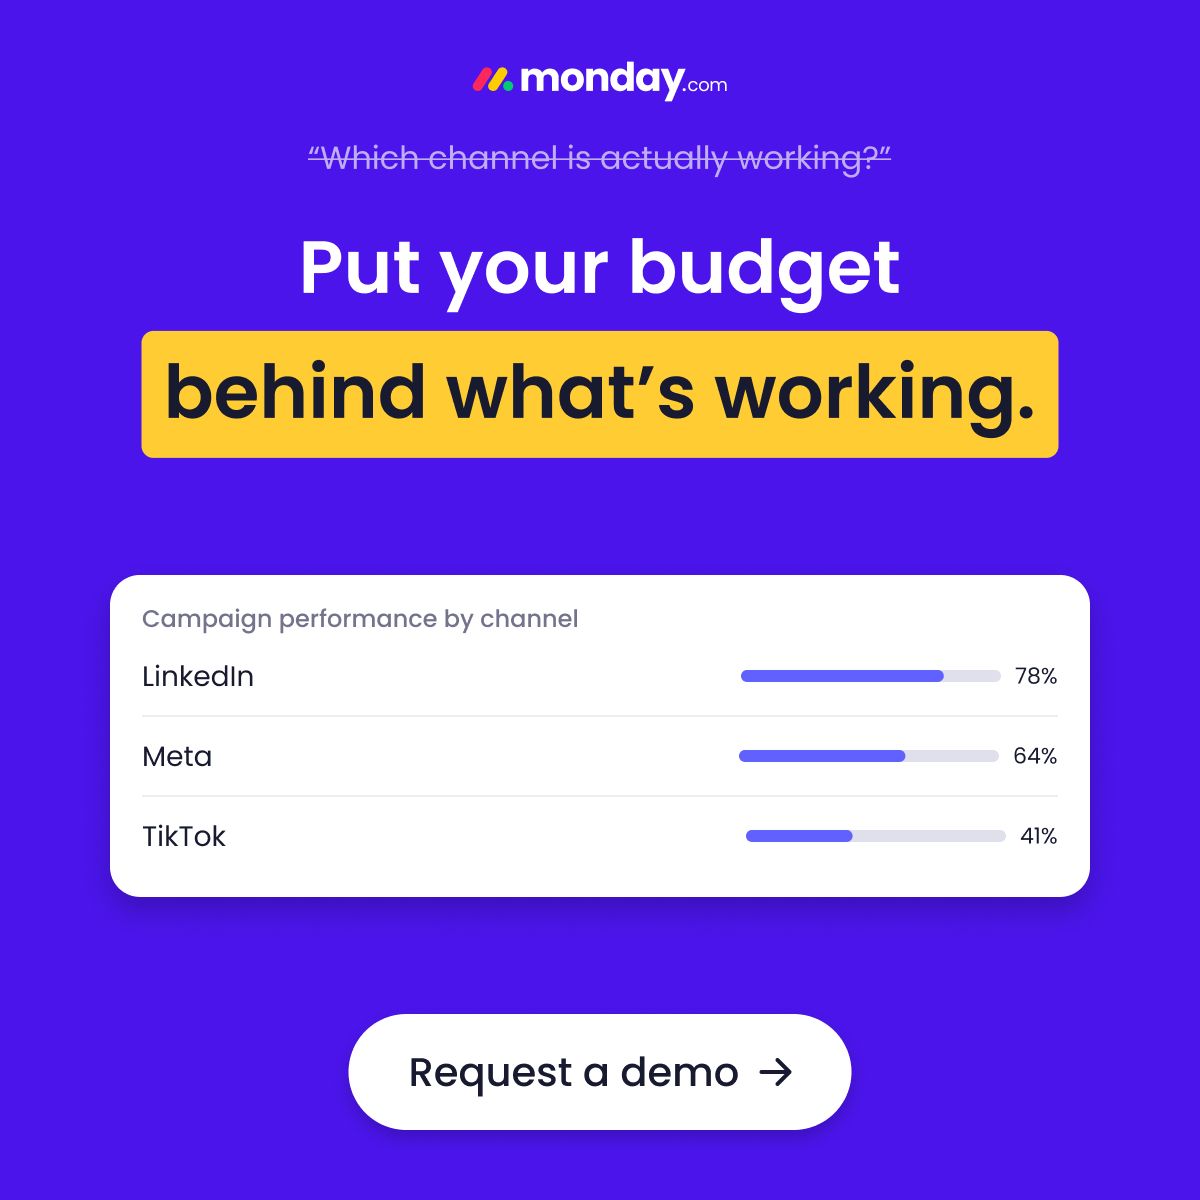 monday.com
“Which channel is actually working?”
Put your budget
behind what’s working.
Campaign performance by channel
LinkedIn 78%
Meta 64%
TikTok 41%
Request a demo →